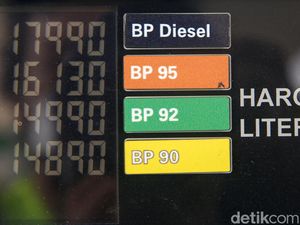 17990 BP Diesel
16130 BP 95
14990 BP 92
14890 BP 90
HARG
LITER
detikcom